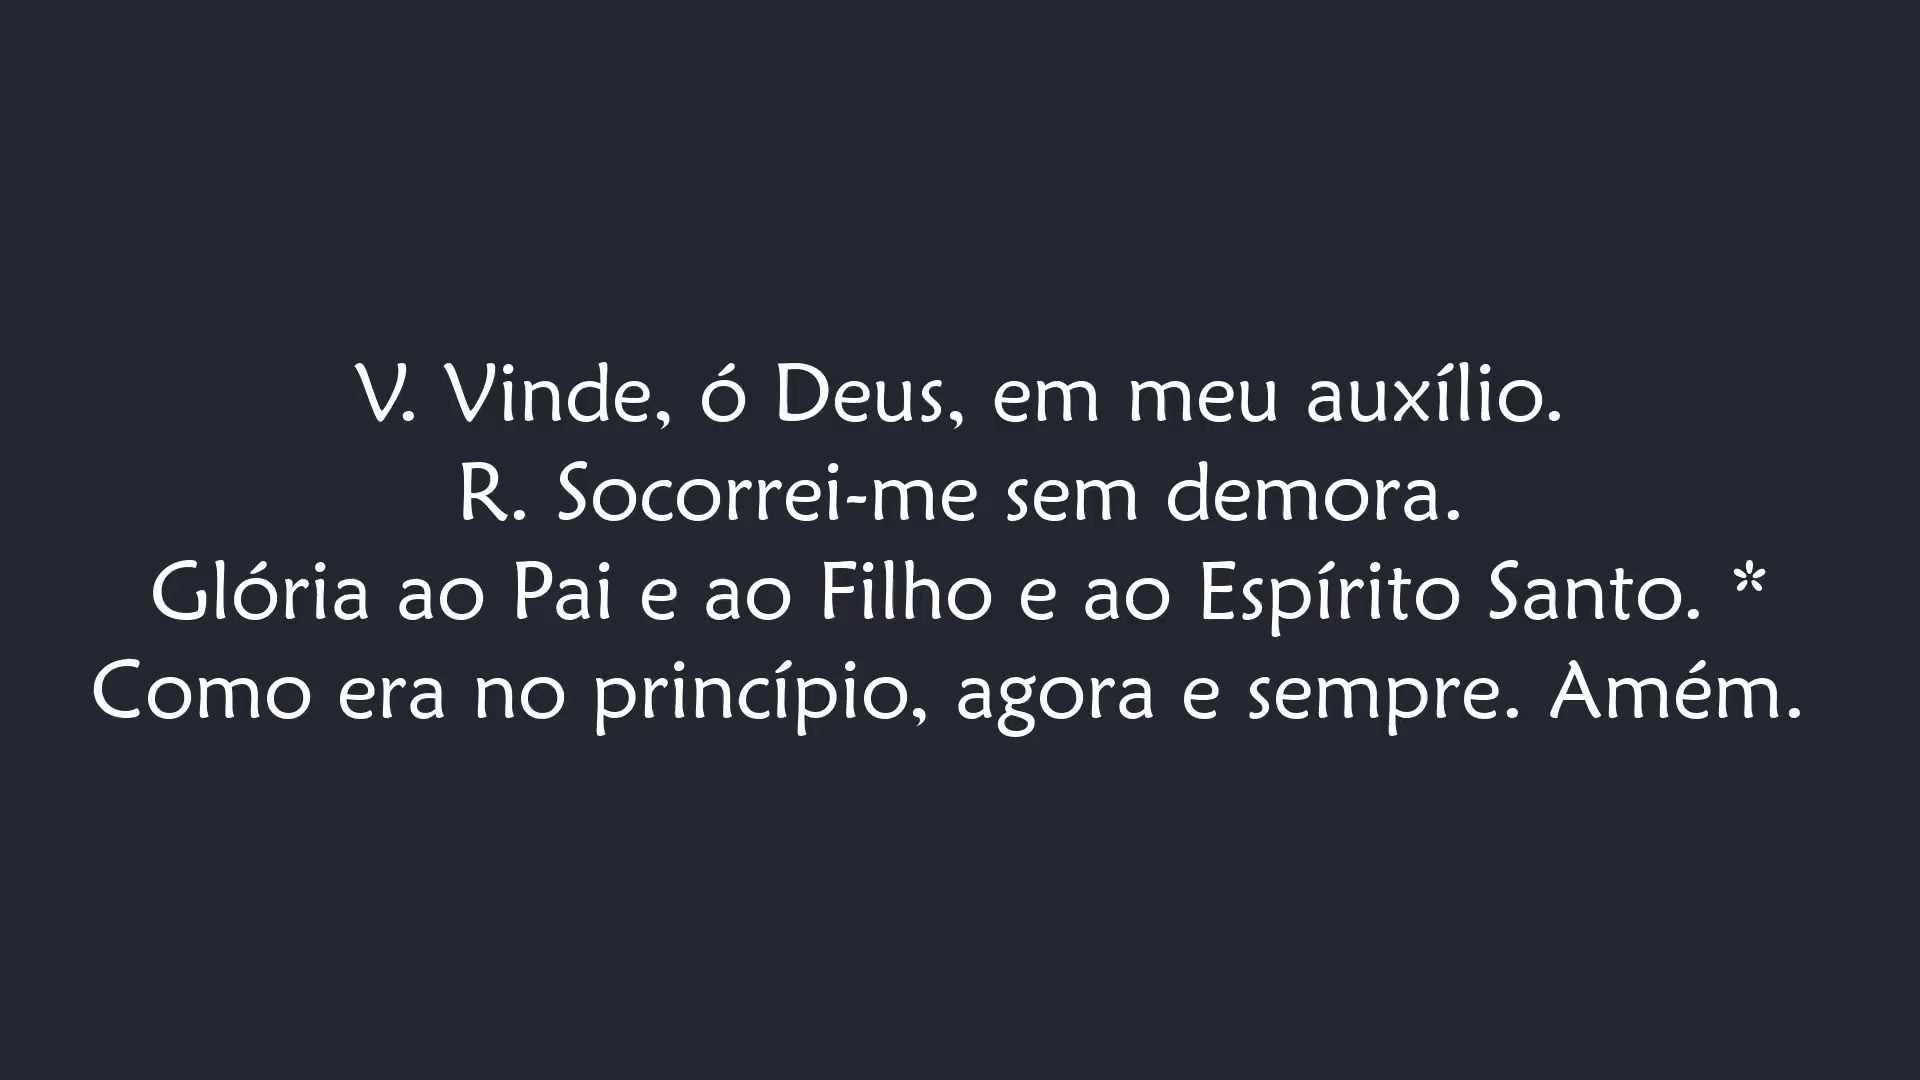 V. Vinde, ó Deus, em meu auxílio.
R. Socorrei-me sem demora.
Glória ao Pai e ao Filho e ao Espírito Santo. *
Como era no princípio, agora e sempre. Amém.